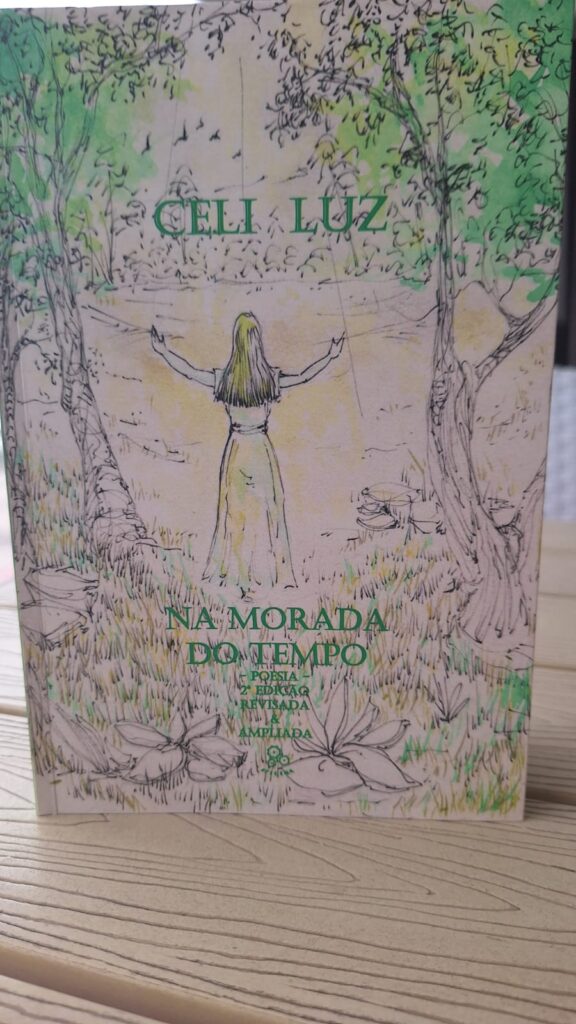 CELI LUZ
NA MORADA
DO TEMPO
- POESIA -
2ª EDIÇÃO
REVISADA
&
AMPLIADA